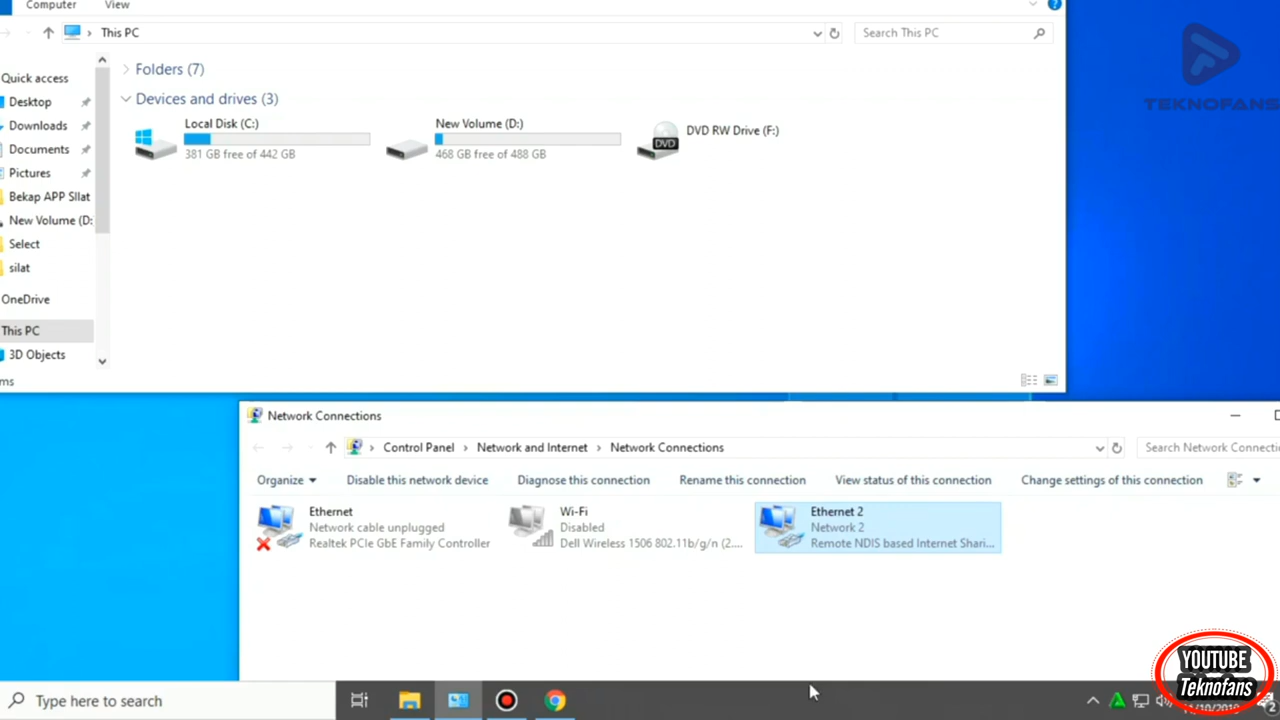 Computer View
This PC
Search This PC
TEKNOFANS
Quick access
Desktop
Downloads
Documents
Pictures
Bekap APP SIlat
New Volume (D:
Select
silat
OneDrive
This PC
3D Objects
Folders (7)
Devices and drives (3)
Local Disk (C:)
381 GB free of 442 GB
New Volume (D:)
468 GB free of 488 GB
DVD RW Drive (F:)
DVD
ms
Network Connections
Control Panel Network and Internet Network Connections
Search Network Connectio
Organize Disable this network device Diagnose this connection Rename this connection View status of this connection Change settings of this connection
Ethernet
Network cable unplugged
Realtek PCIe GbE Family Controller
Wi-Fi
Disabled
Dell Wireless 1506 802.11b/g/n (2....
Ethernet 2
Network 2
Remote NDIS based Internet Shari...
YOUTUBE
Teknofans
Type here to search
2